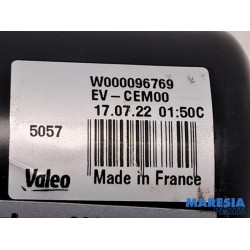 W000096769
EV-CEM00
17.07.22 01:50C
5057
Valeo
Made in France
MARESIA